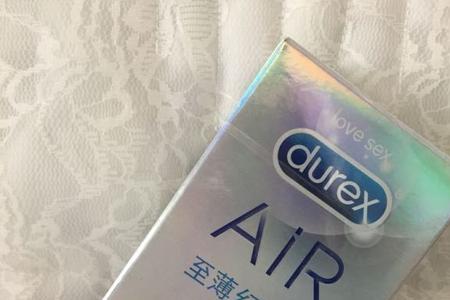 love sex
durex
AiR
至薄